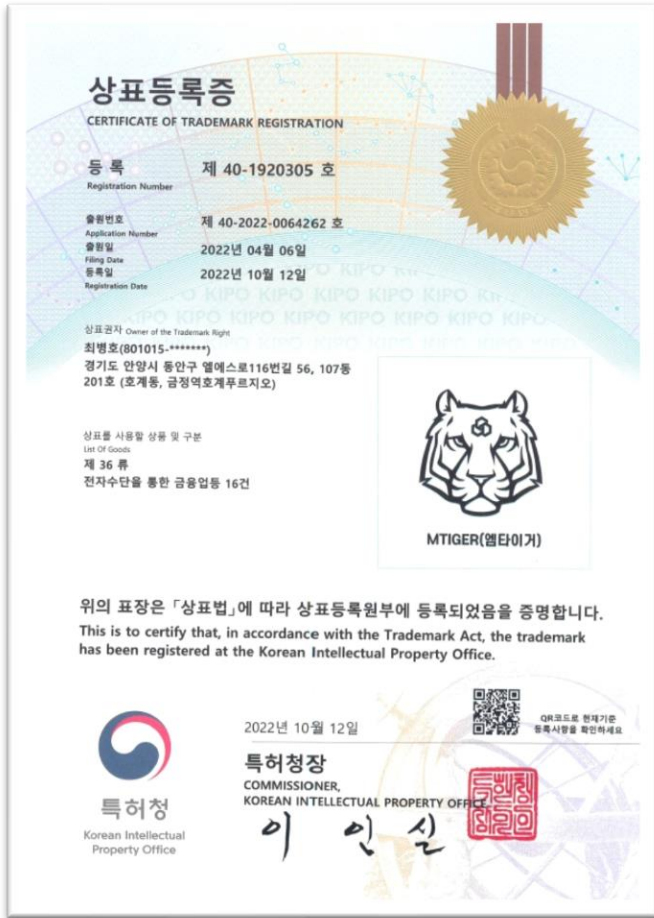 상표등록증
CERTIFICATE OF TRADEMARK REGISTRATION
등록 제 40-1920305 호
Registration Number
출원번호 제 40-2022-0064262 호
Application Number
출원일 2022년 04월 06일
Filing Date
등록일 2022년 10월 12일
Registration Date
KIPO KIPO KIPO KIPO KIPO KIPO
상표권자 Owner of the Trademark Right
최병호(801015-*******)
경기도 안양시 동안구 엘에스로116번길 56, 107동
201호 (호계동, 금정역호계푸르지오)
상표를 사용할 상품 및 구분
List Of Goods
제 36 류
전자수단을 통한 금융업등 16건
MTIGER(엠타이거)
위의 표장은 「상표법」에 따라 상표등록원부에 등록되었음을 증명합니다.
This is to certify that, in accordance with the Trademark Act, the trademark
has been registered at the Korean Intellectual Property Office.
2022년 10월 12일
QR코드로 현재기준
등록사항을 확인하세요
특허청장
COMMISSIONER,
KOREAN INTELLECTUAL PROPERTY OFFICE
이 인 실
특허청
Korean Intellectual
Property Office